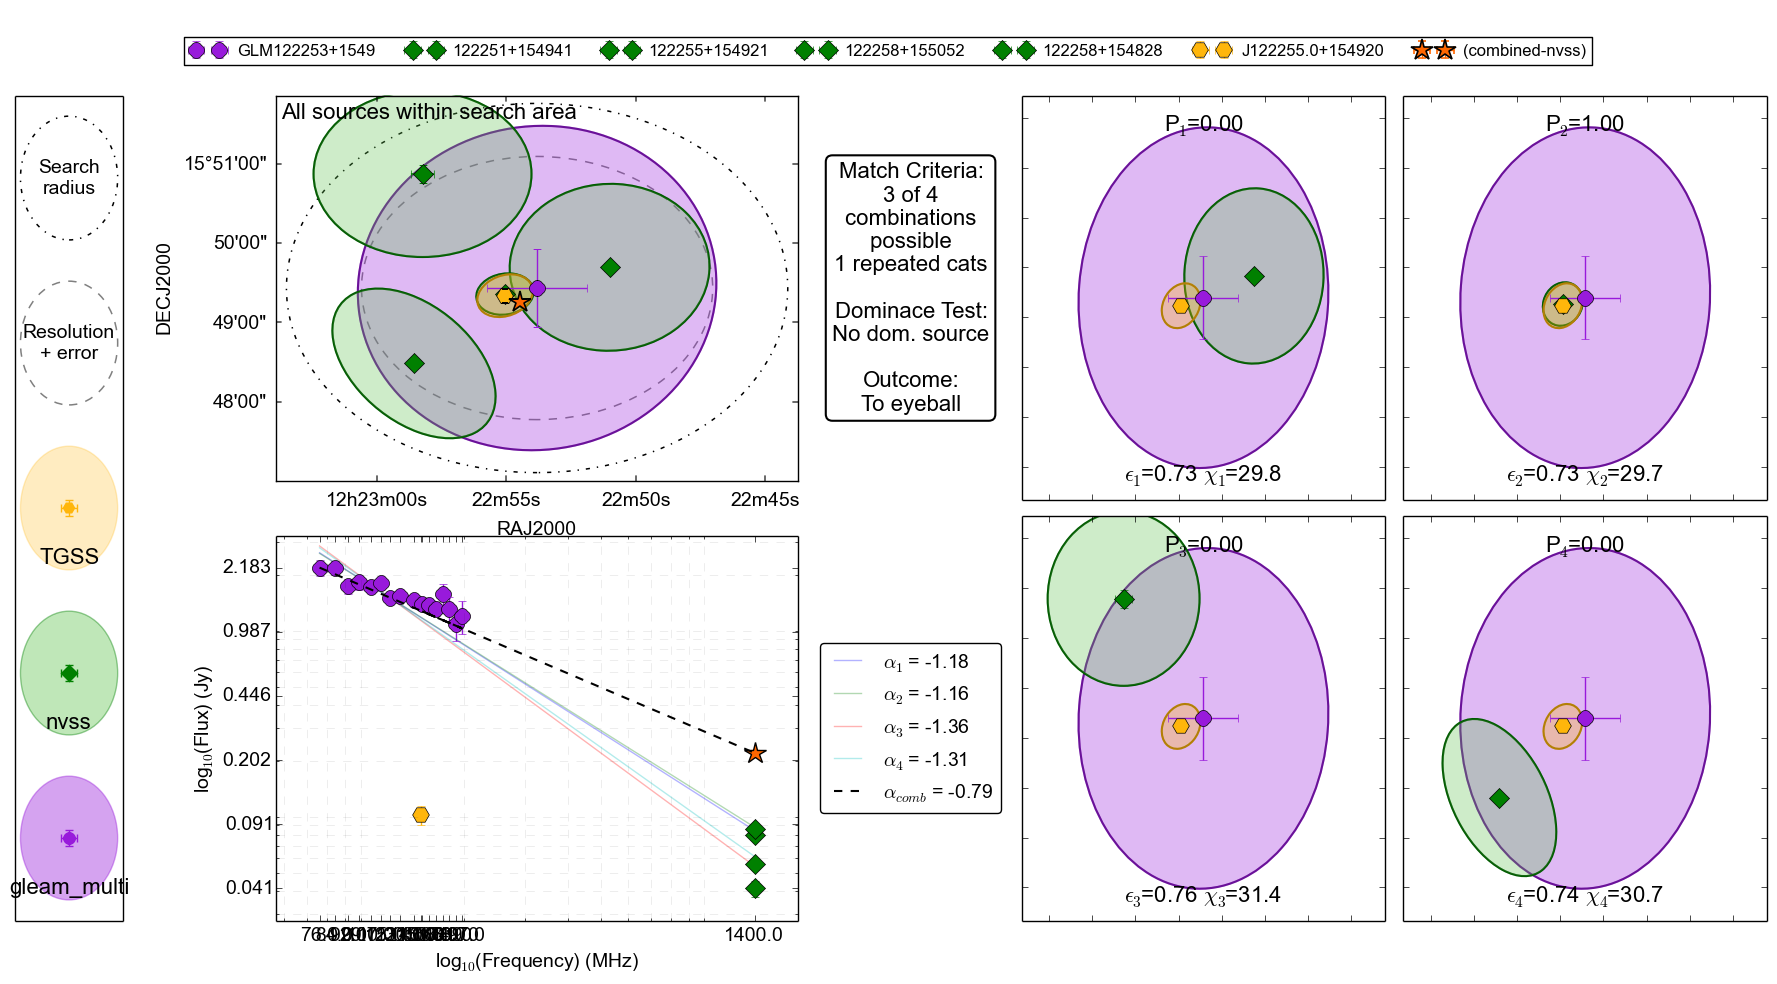 GLM122253+1549 122251+154941 122255+154921 122258+155052 122258+154828 J122255.0+154920 (combined-nvss)
Search
radius
Resolution
+ error
TGSS
nvss
gleam_multi
All sources within search area
DECJ2000
15°51'00"
50'00"
49'00"
48'00"
12h23m00s 22m55s 22m50s 22m45s
RAJ2000
Match Criteria:
3 of 4
combinations
possible
1 repeated cats
Dominace Test:
No dom. source
Outcome:
To eyeball
P1=0.00
ϵ1=0.73 χ1=29.8
P2=1.00
ϵ2=0.73 χ2=29.7
P3=0.00
ϵ3=0.76 χ3=31.4
P4=0.00
ϵ4=0.74 χ4=30.7
log10(Flux) (Jy)
2.183
0.987
0.446
0.202
0.091
0.041
1400.0
log10(Frequency) (MHz)
α1 = -1.18
α2 = -1.16
α3 = -1.36
α4 = -1.31
αcomb = -0.79